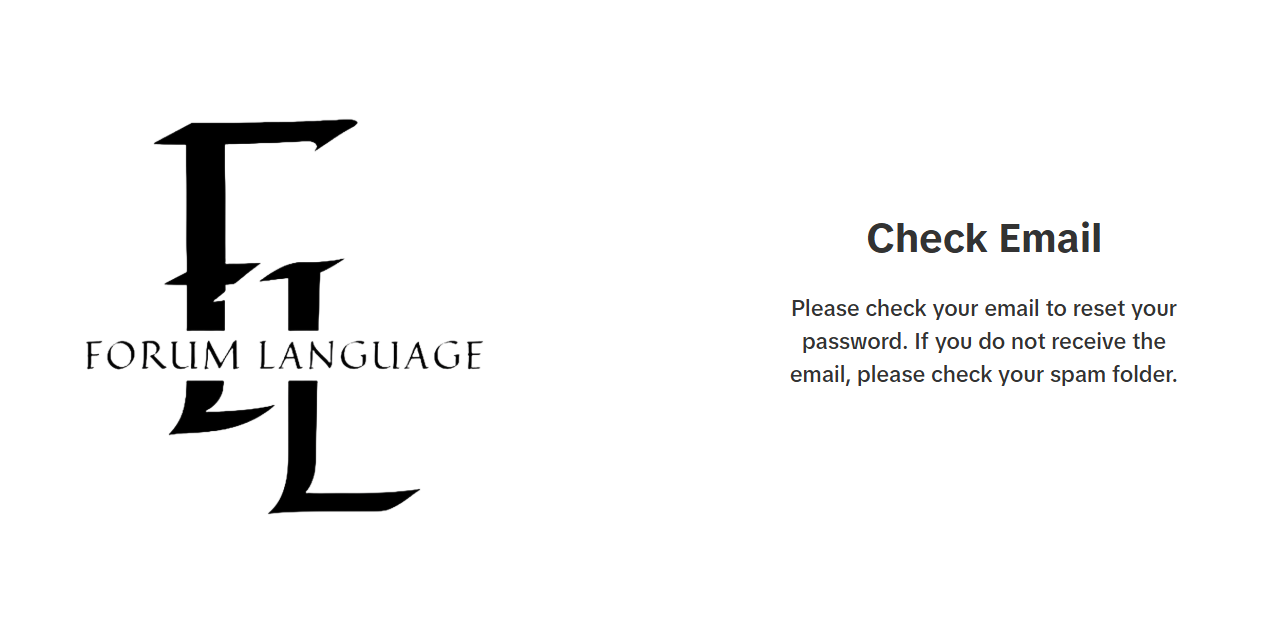 FORUM LANGUAGE
Check Email
Please check your email to reset your
password. If you do not receive the
email, please check your spam folder.